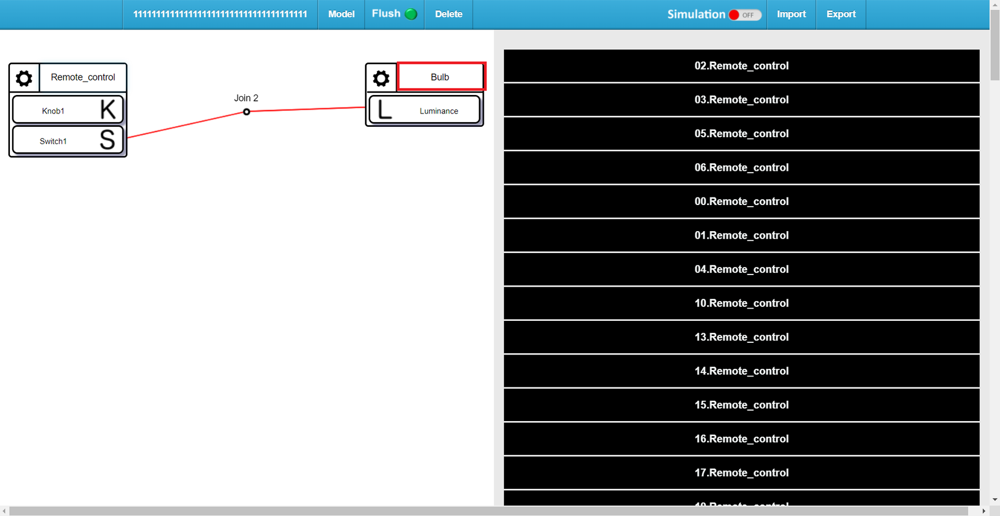 11111111111111111111111111111111111111
Model
Flush
Delete
Simulation
OFF
Import
Export
Remote_control
Knob1
K
Switch1
S
Join 2
Bulb
L
Luminance
02.Remote_control
03.Remote_control
05.Remote_control
06.Remote_control
00.Remote_control
01.Remote_control
04.Remote_control
10.Remote_control
13.Remote_control
14.Remote_control
15.Remote_control
16.Remote_control
17.Remote_control